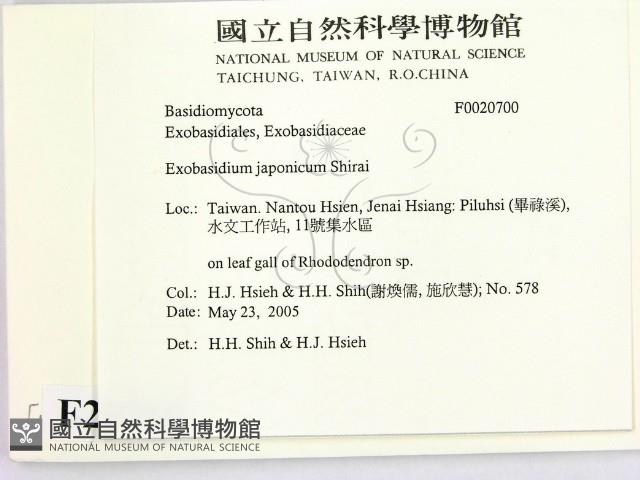 國立自然科學博物館
NATIONAL MUSEUM OF NATURAL SCIENCE
TAICHUNG, TAIWAN, R.O.CHINA
Basidiomycota F0020700
Exobasidiales, Exobasidiaceae
Exobasidium japonicum Shirai
Loc.: Taiwan. Nantou Hsien, Jenai Hsiang: Piluhsi (畢祿溪),
水文工作站, 11號集水區
on leaf gall of Rhododendron sp.
Col.: H.J. Hsieh & H.H. Shih(謝煥儒, 施欣慧); No. 578
Date: May 23, 2005
Det.: H.H. Shih & H.J. Hsieh
F2
國立自然科學博物館
NATIONAL MUSEUM OF NATURAL SCIENCE